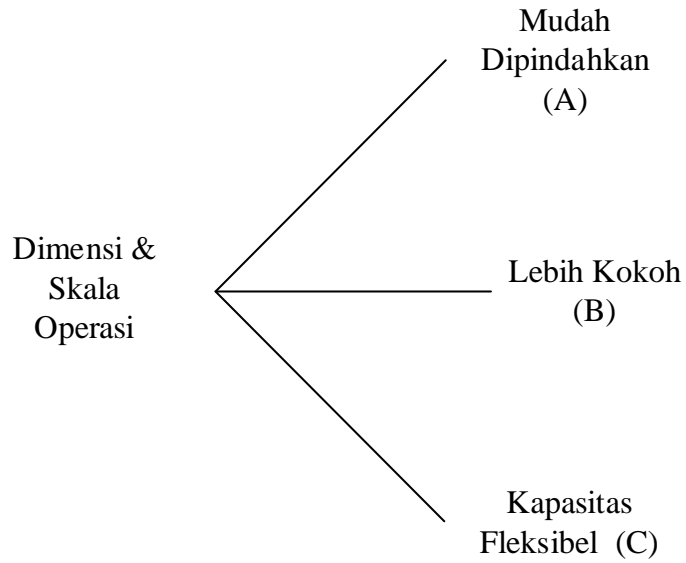 Mudah
Dipindahkan
(A)
Dimensi &
Skala
Operasi
Lebih Kokoh
(B)
Kapasitas
Fleksibel (C)